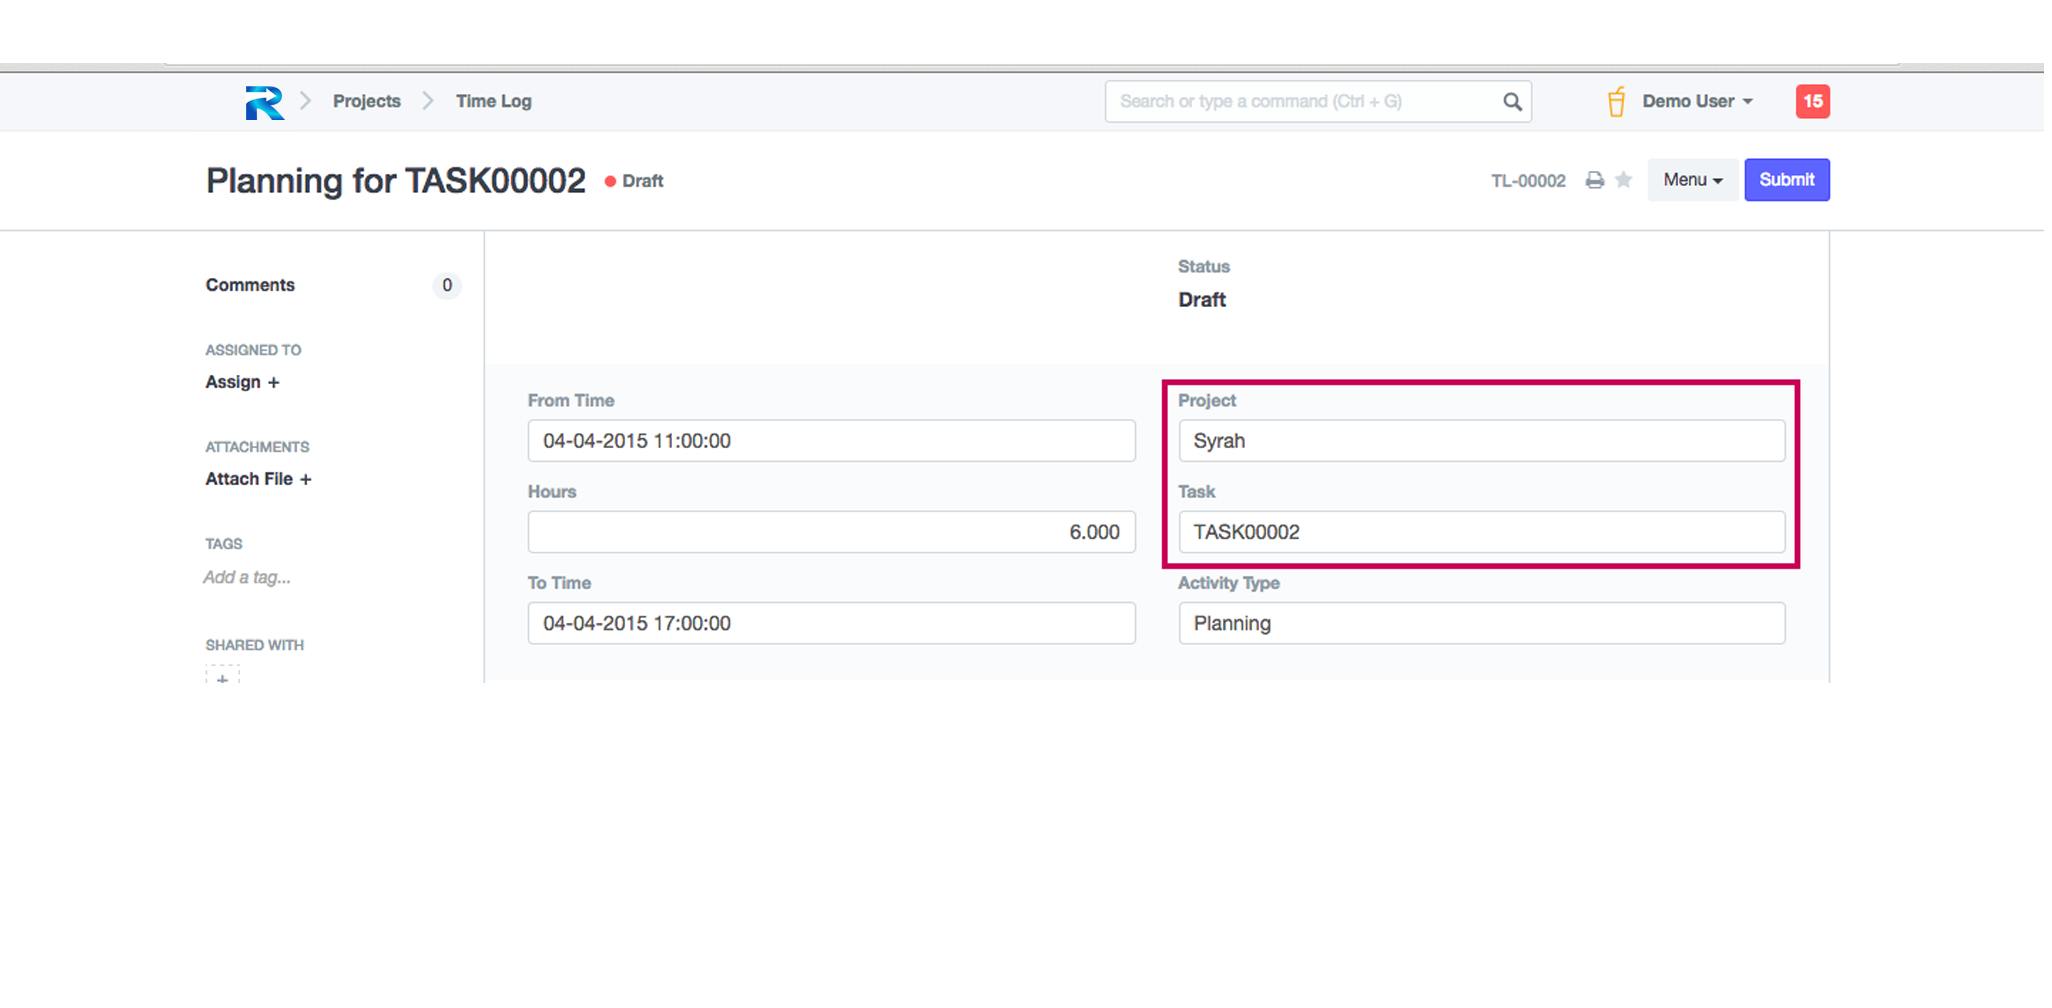 Projects Time Log Search or type a command (Ctrl + G) Demo User 15
Planning for TASK00002 Draft TL-00002 Menu Submit
Status
Comments 0
Draft
ASSIGNED TO
Assign +
From Time Project
04-04-2015 11:00:00 Syrah
ATTACHMENTS
Attach File +
Hours Task
6.000 TASK00002
TAGS
Add a tag...
To Time Activity Type
04-04-2015 17:00:00 Planning
SHARED WITH
+